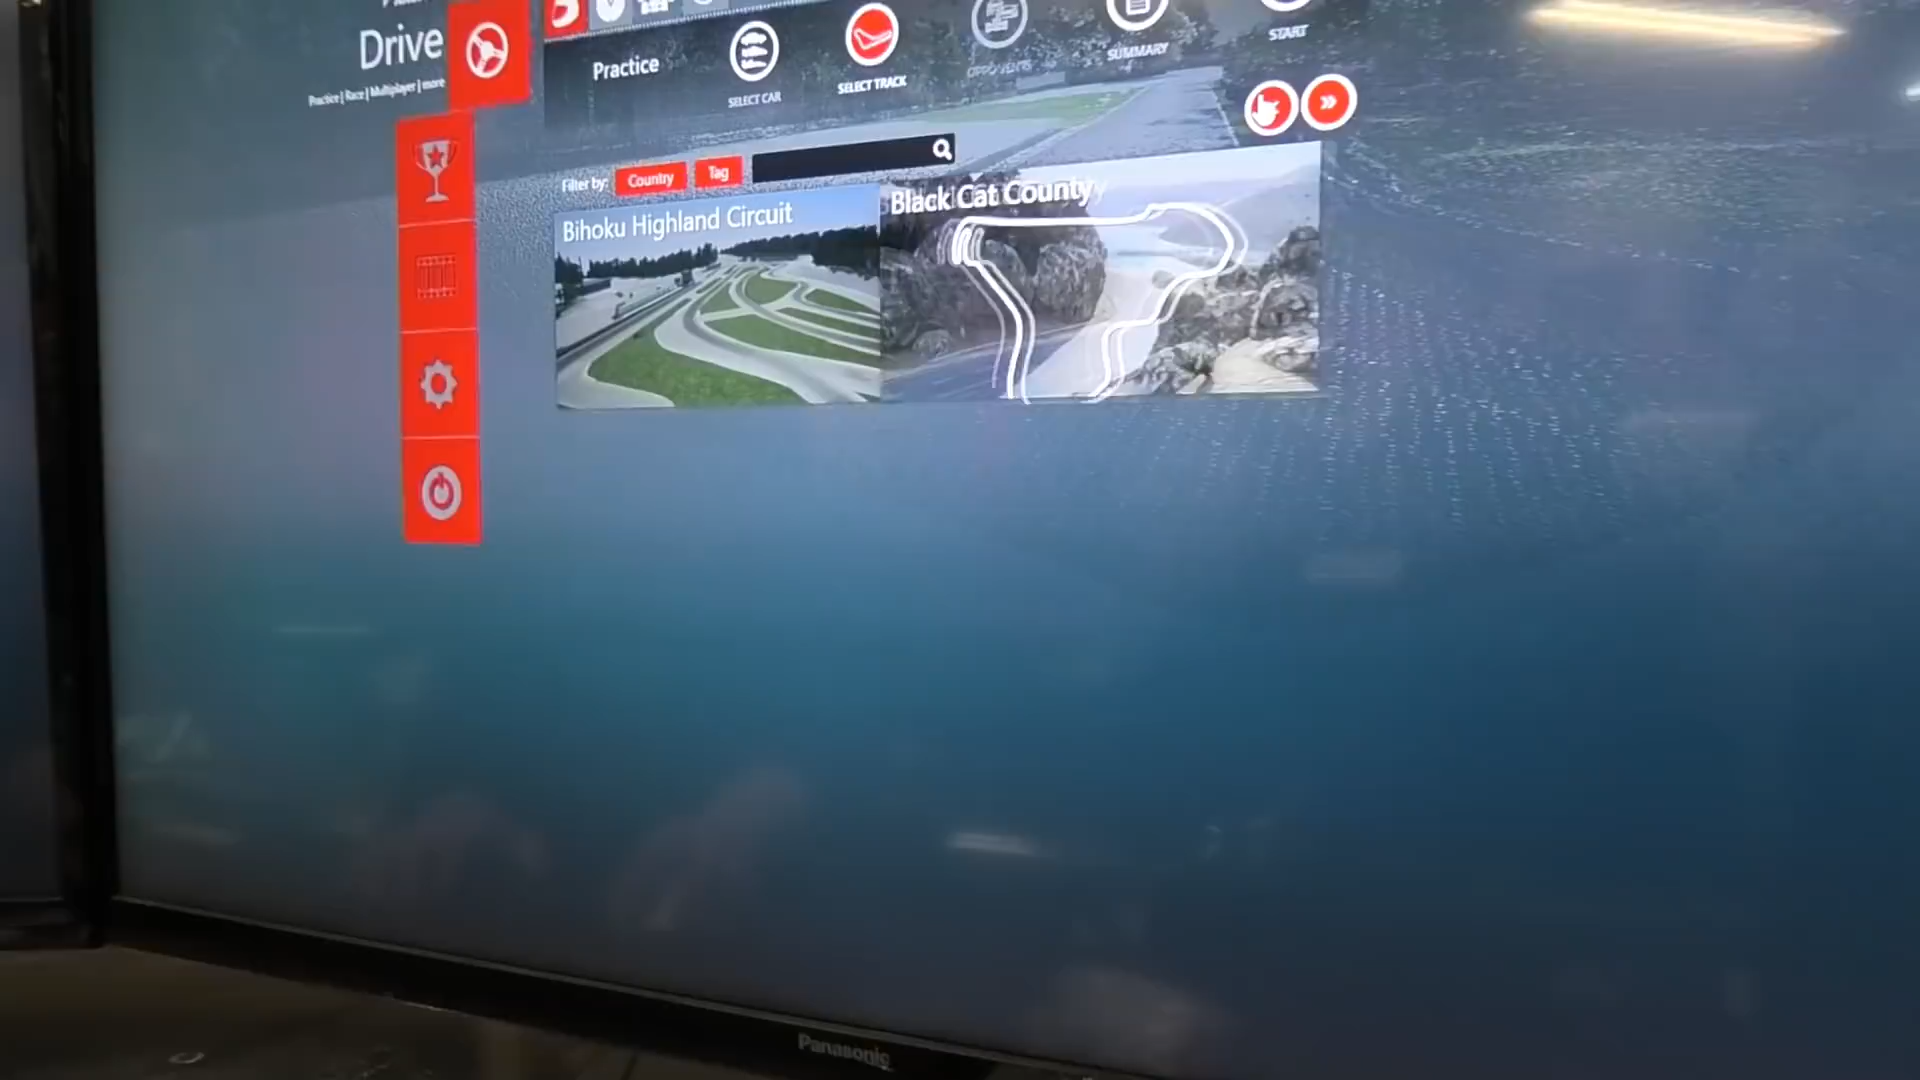 Drive
Practice | Race | Multiplayer | more
Practice
SELECT CAR
SELECT TRACK
OPPONENTS
SUMMARY
START
Filter by:
Country
Tag
Bihoku Highland Circuit
Black Cat County
Panasonic